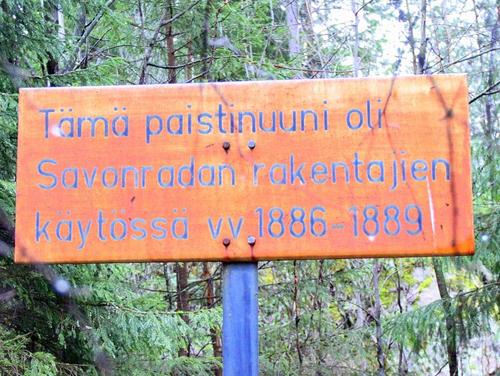 Tämä paistinuuni oli
Savonradan rakentajien
käytössä vv.1886-1889